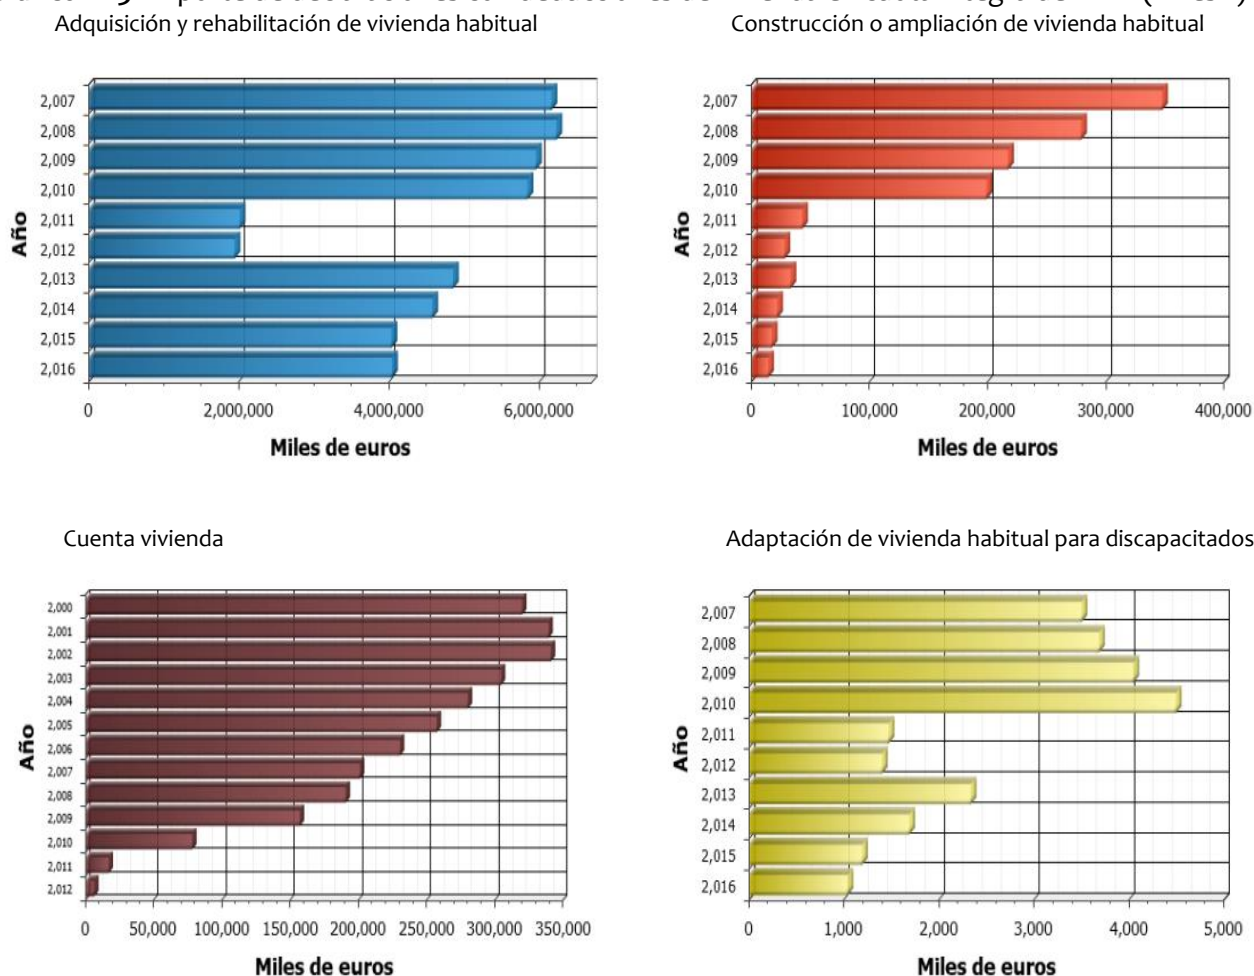 Adquisición y rehabilitación de vivienda habitual
Año
2,007
2,008
2,009
2,010
2,011
2,012
2,013
2,014
2,015
2,016
0 2,000,000 4,000,000 6,000,000
Miles de euros
Construcción o ampliación de vivienda habitual
Año
2,007
2,008
2,009
2,010
2,011
2,012
2,013
2,014
2,015
2,016
0 100,000 200,000 300,000 400,000
Miles de euros
Cuenta vivienda
Año
2,000
2,001
2,002
2,003
2,004
2,005
2,006
2,007
2,008
2,009
2,010
2,011
2,012
0 50,000 100,000 150,000 200,000 250,000 300,000 350,000
Miles de euros
Adaptación de vivienda habitual para discapacitados
Año
2,007
2,008
2,009
2,010
2,011
2,012
2,013
2,014
2,015
2,016
0 1,000 2,000 3,000 4,000 5,000
Miles de euros